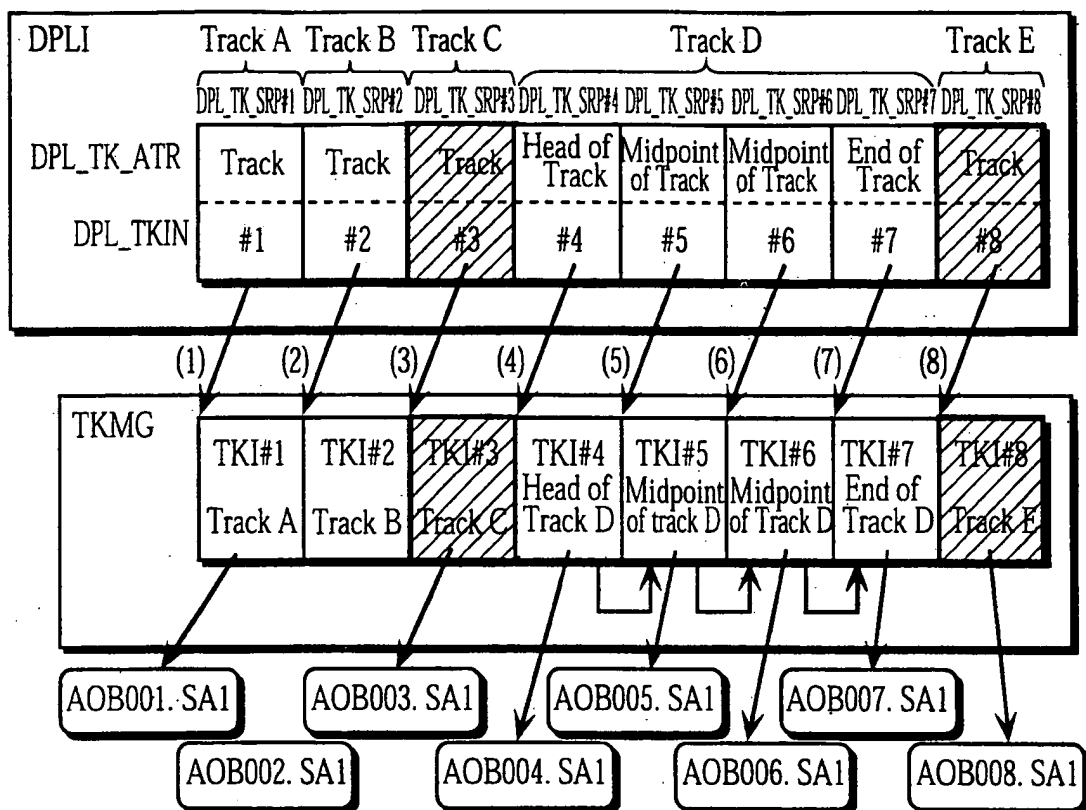 DPLI Track A Track B Track C Track D Track E
DPL_TK_SRP#1 DPL_TK_SRP#2 DPL_TK_SRP#3 DPL_TK_SRP#4 DPL_TK_SRP#5 DPL_TK_SRP#6 DPL_TK_SRP#7 DPL_TK_SRP#8
DPL_TK_ATR Track Track Track Head of Track Midpoint of Track Midpoint of Track End of Track Track
DPL_TKIN #1 #2 #3 #4 #5 #6 #7 #8
(1) (2) (3) (4) (5) (6) (7) (8)
TKMG
TKI#1 TKI#2 TKI#3 TKI#4 TKI#5 TKI#6 TKI#7 TKI#8
Track A Track B Track C Head of Track D Midpoint of track D Midpoint of Track D End of Track D Track E
AOB001. SA1 AOB003. SA1 AOB005. SA1 AOB007. SA1
AOB002. SA1 AOB004. SA1 AOB006. SA1 AOB008. SA1